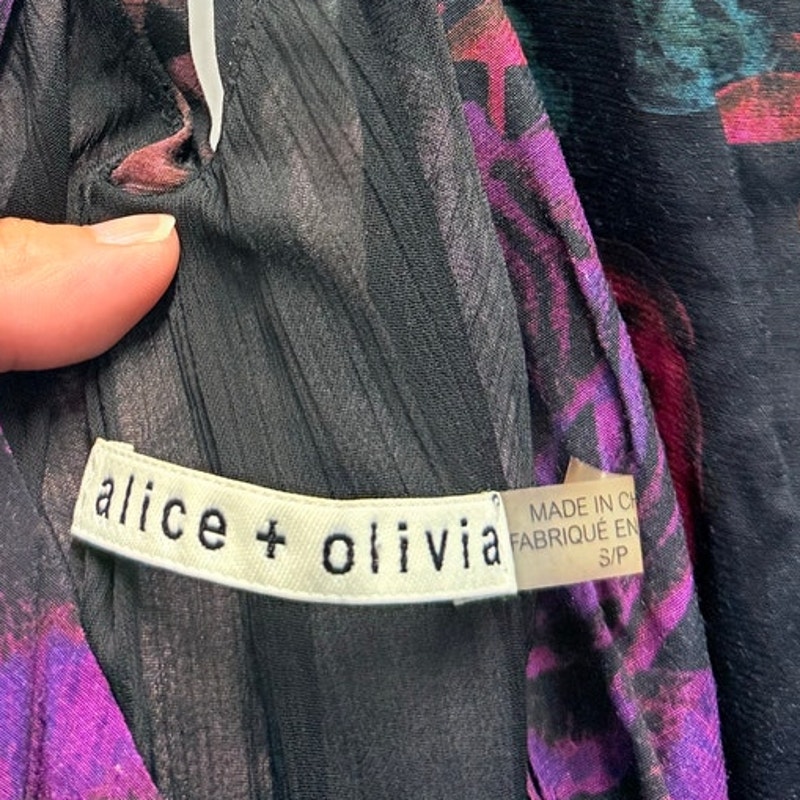 alice + olivia
MADE IN CH
FABRIQUÉ EN
S/P